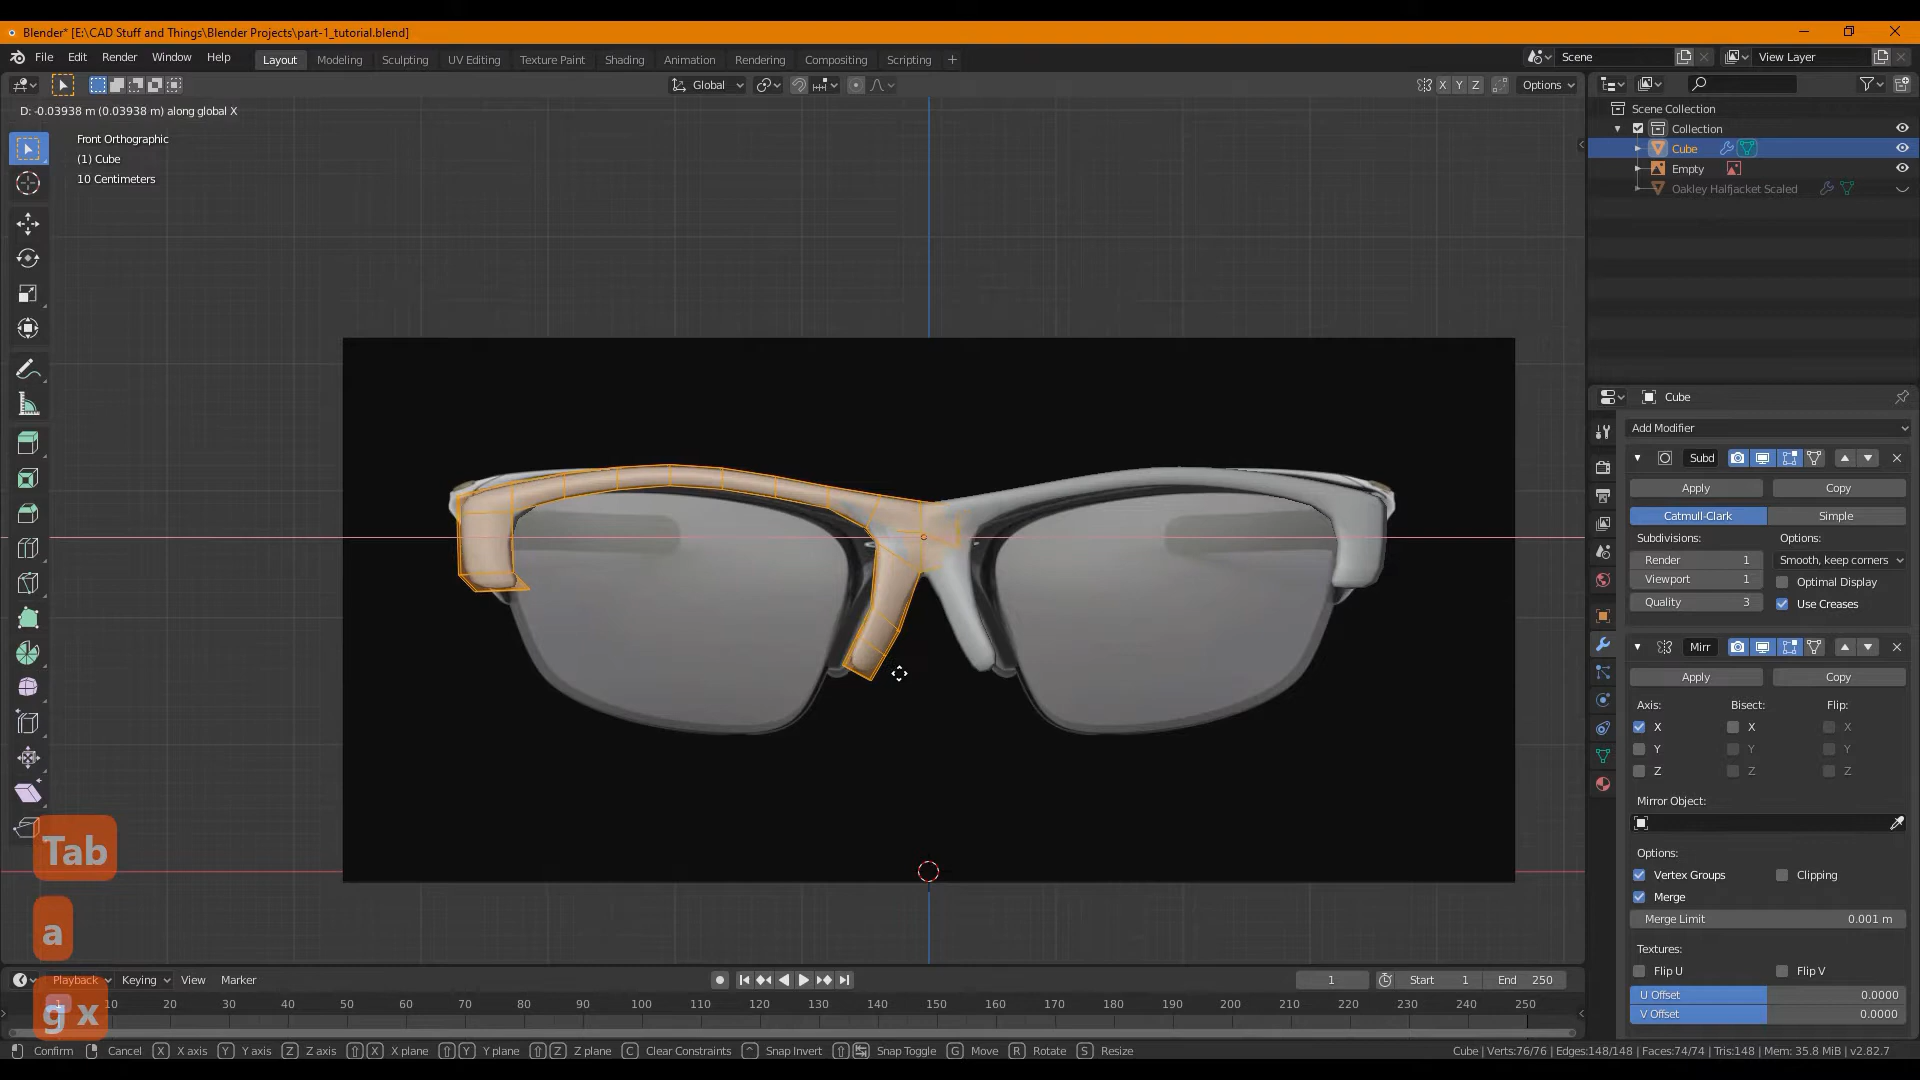 Blender* [E:\CAD Stuff and Things\Blender Projects\part-1_tutorial.blend]
File Edit Render Window Help
Layout Modeling Sculpting UV Editing Texture Paint Shading Animation Rendering Compositing Scripting +
Scene View Layer
Global X Y Z Options
D: -0.03938 m (0.03938 m) along global X
Front Orthographic
(1) Cube
10 Centimeters
Scene Collection
Collection
Cube
Empty
Oakley Halfjacket Scaled
Cube
Add Modifier
Subd
Apply Copy
Catmull-Clark Simple
Subdivisions: Options:
Render 1 Smooth, keep corners
Viewport 1 Optimal Display
Quality 3 Use Creases
Mirr
Apply Copy
Axis: Bisect: Flip:
X X X
Y Y Y
Z Z Z
Mirror Object:
Options:
Vertex Groups Clipping
Merge
Merge Limit 0.001 m
Textures:
Flip U Flip V
U Offset 0.0000
V Offset 0.0000
Tab
a
g x
Playback Keying View Marker 1 Start 1 End 250
1 10 20 30 40 50 60 70 80 90 100 110 120 130 140 150 160 170 180 190 200 210 220 230 240 250
Confirm Cancel X X axis Y Y axis Z Z axis X X plane Y Y plane Z Z plane C Clear Constraints ^ Snap Invert Snap Toggle G Move R Rotate S Resize Cube | Verts:76/76 | Edges:148/148 | Faces:74/74 | Tris:148 | Mem: 35.8 MiB | v2.82.7